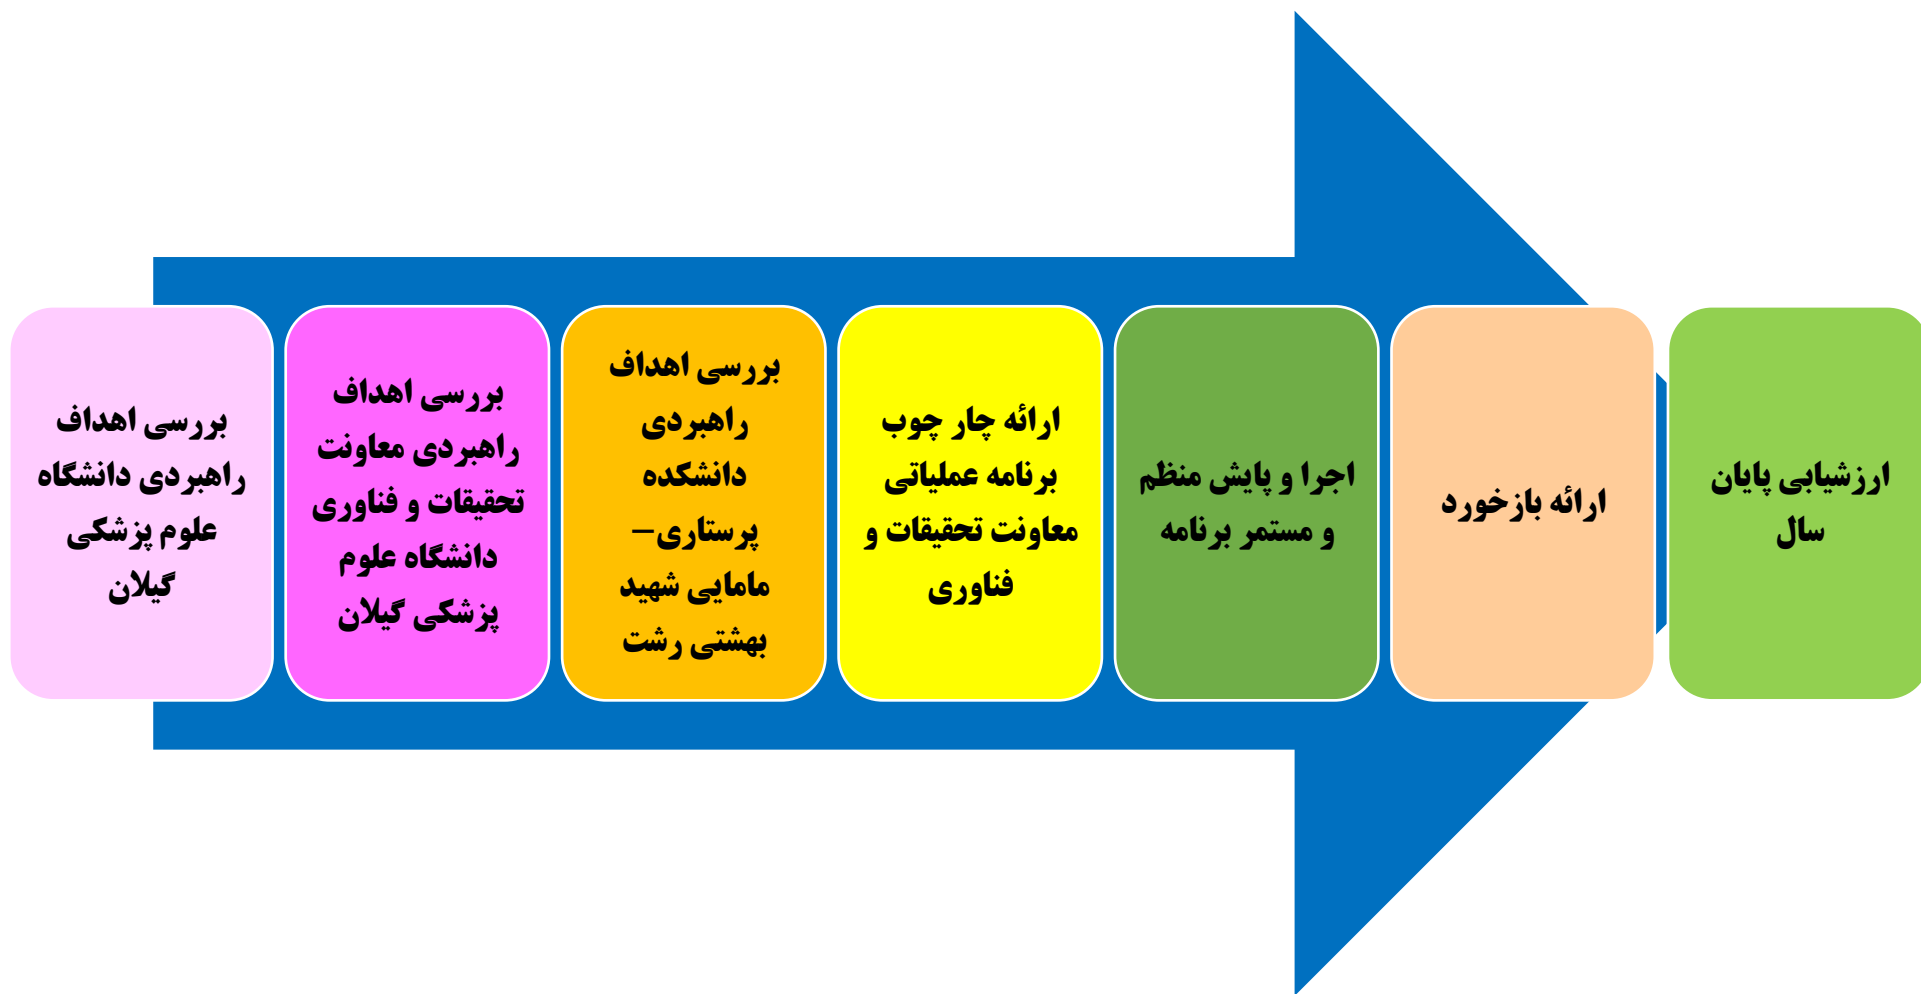 بررسی اهداف
راهبردی دانشگاه
علوم پزشکی
گیلان
بررسی اهداف
راهبردی معاونت
تحقیقات و فناوری
دانشگاه علوم
پزشکی گیلان
بررسی اهداف
راهبردی
دانشکده
پرستاری–
مامایی شهید
بهشتی رشت
ارائه چار چوب
برنامه عملیاتی
معاونت تحقیقات و
فناوری
اجرا و پایش منظم
و مستمر برنامه
ارائه بازخورد
ارزشیابی پایان
سال